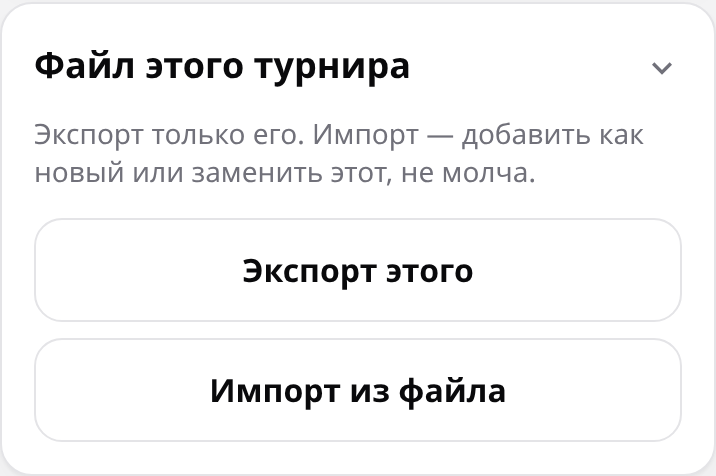 Файл этого турнира
Экспорт только его. Импорт — добавить как
новый или заменить этот, не молча.
Экспорт этого
Импорт из файла